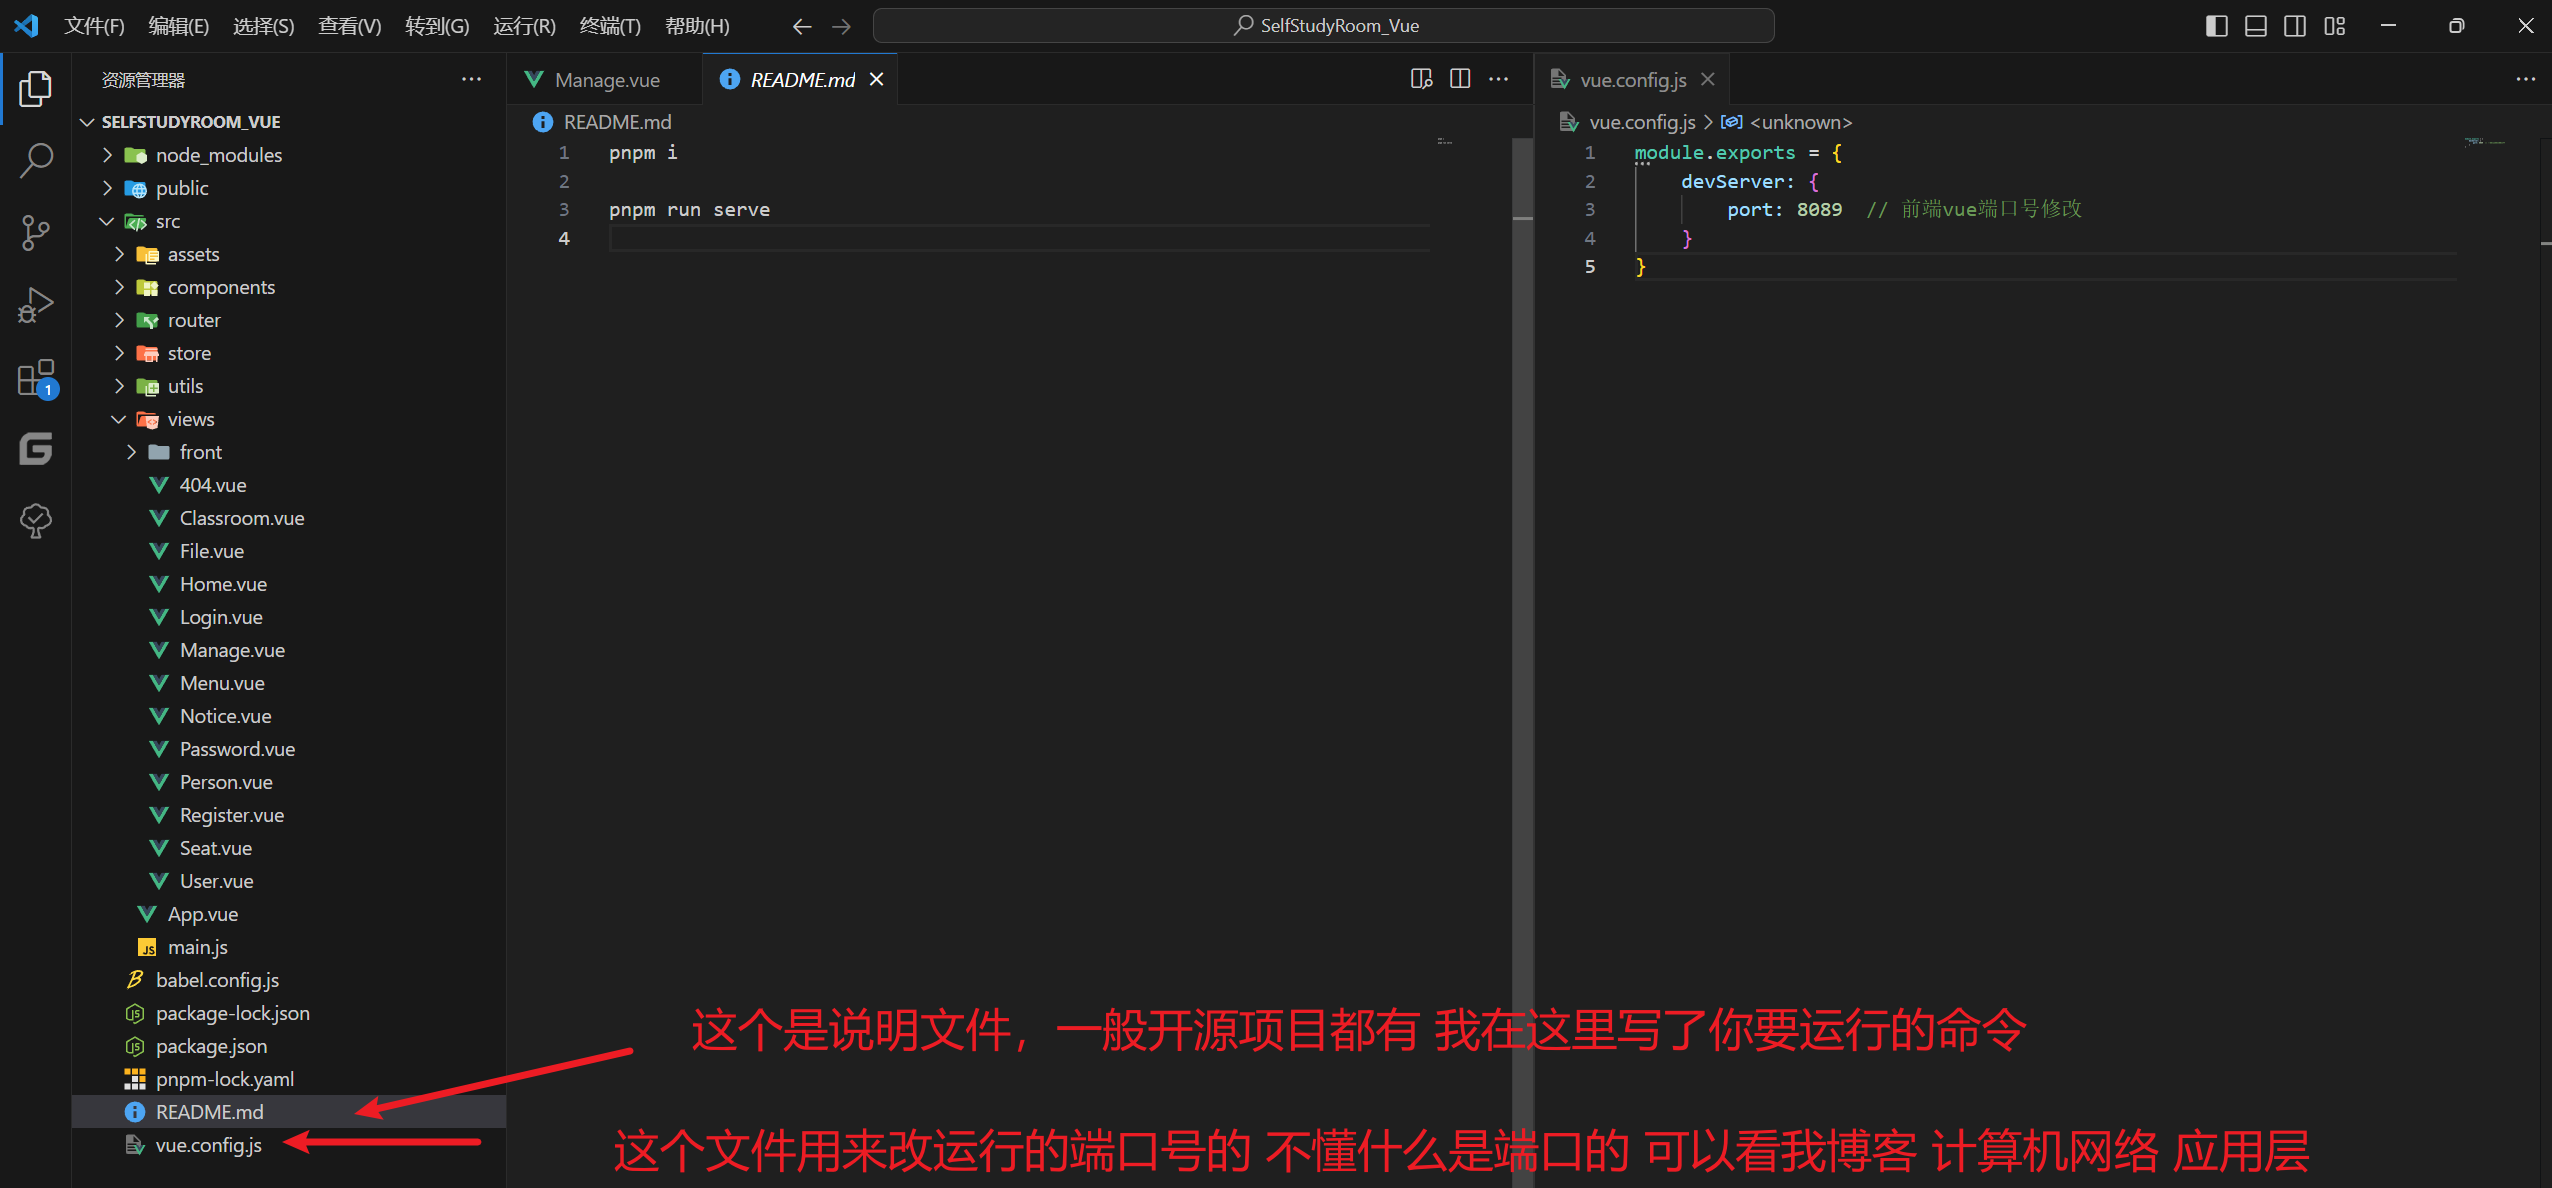 文件(F) 编辑(E) 选择(S) 查看(V) 转到(G) 运行(R) 终端(T) 帮助(H)
SelfStudyRoom_Vue
资源管理器
SELFSTUDYROOM_VUE
node_modules
public
src
assets
components
router
store
utils
views
front
404.vue
Classroom.vue
File.vue
Home.vue
Login.vue
Manage.vue
Menu.vue
Notice.vue
Password.vue
Person.vue
Register.vue
Seat.vue
User.vue
App.vue
main.js
babel.config.js
package-lock.json
package.json
pnpm-lock.yaml
README.md
vue.config.js
1
Manage.vue
README.md
README.md
1 pnpm i
2
3 pnpm run serve
4
vue.config.js
vue.config.js > <unknown>
1 module.exports = {
2 devServer: {
3 port: 8089 // 前端vue端口号修改
4 }
5 }
这个是说明文件，一般开源项目都有 我在这里写了你要运行的命令
这个文件用来改运行的端口号的 不懂什么是端口的 可以看我博客 计算机网络 应用层